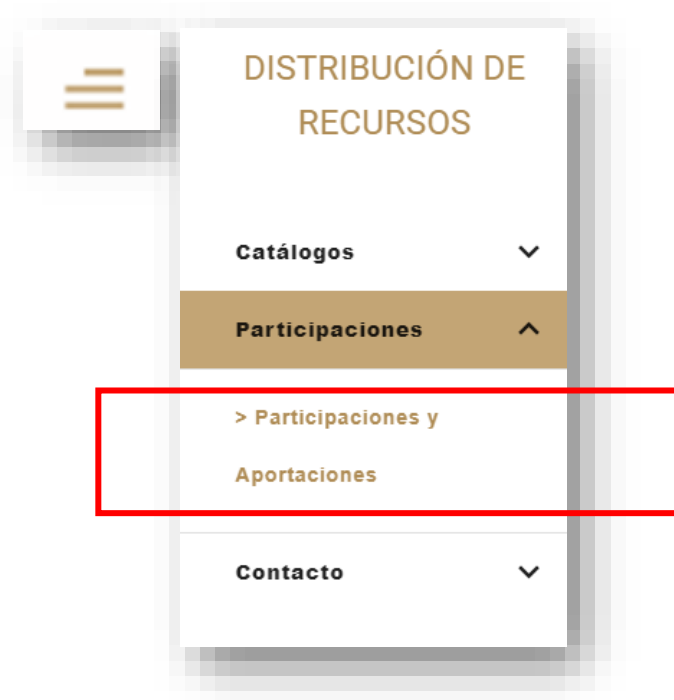 DISTRIBUCIÓN DE
RECURSOS
Catálogos
Participaciones
> Participaciones y
Aportaciones
Contacto